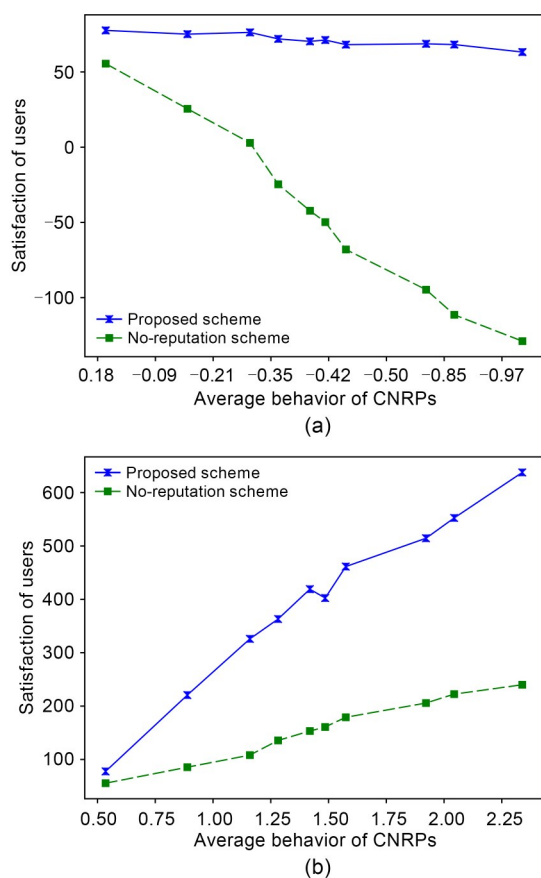 50
0
−50
−100
Satisfaction of users
Proposed scheme
No-reputation scheme
0.18 −0.09 −0.21 −0.35 −0.42 −0.50 −0.85 −0.97
Average behavior of CNRPs
(a)
Proposed scheme
No-reputation scheme
600
500
400
300
200
100
Satisfaction of users
0.50 0.75 1.00 1.25 1.50 1.75 2.00 2.25
Average behavior of CNRPs
(b)